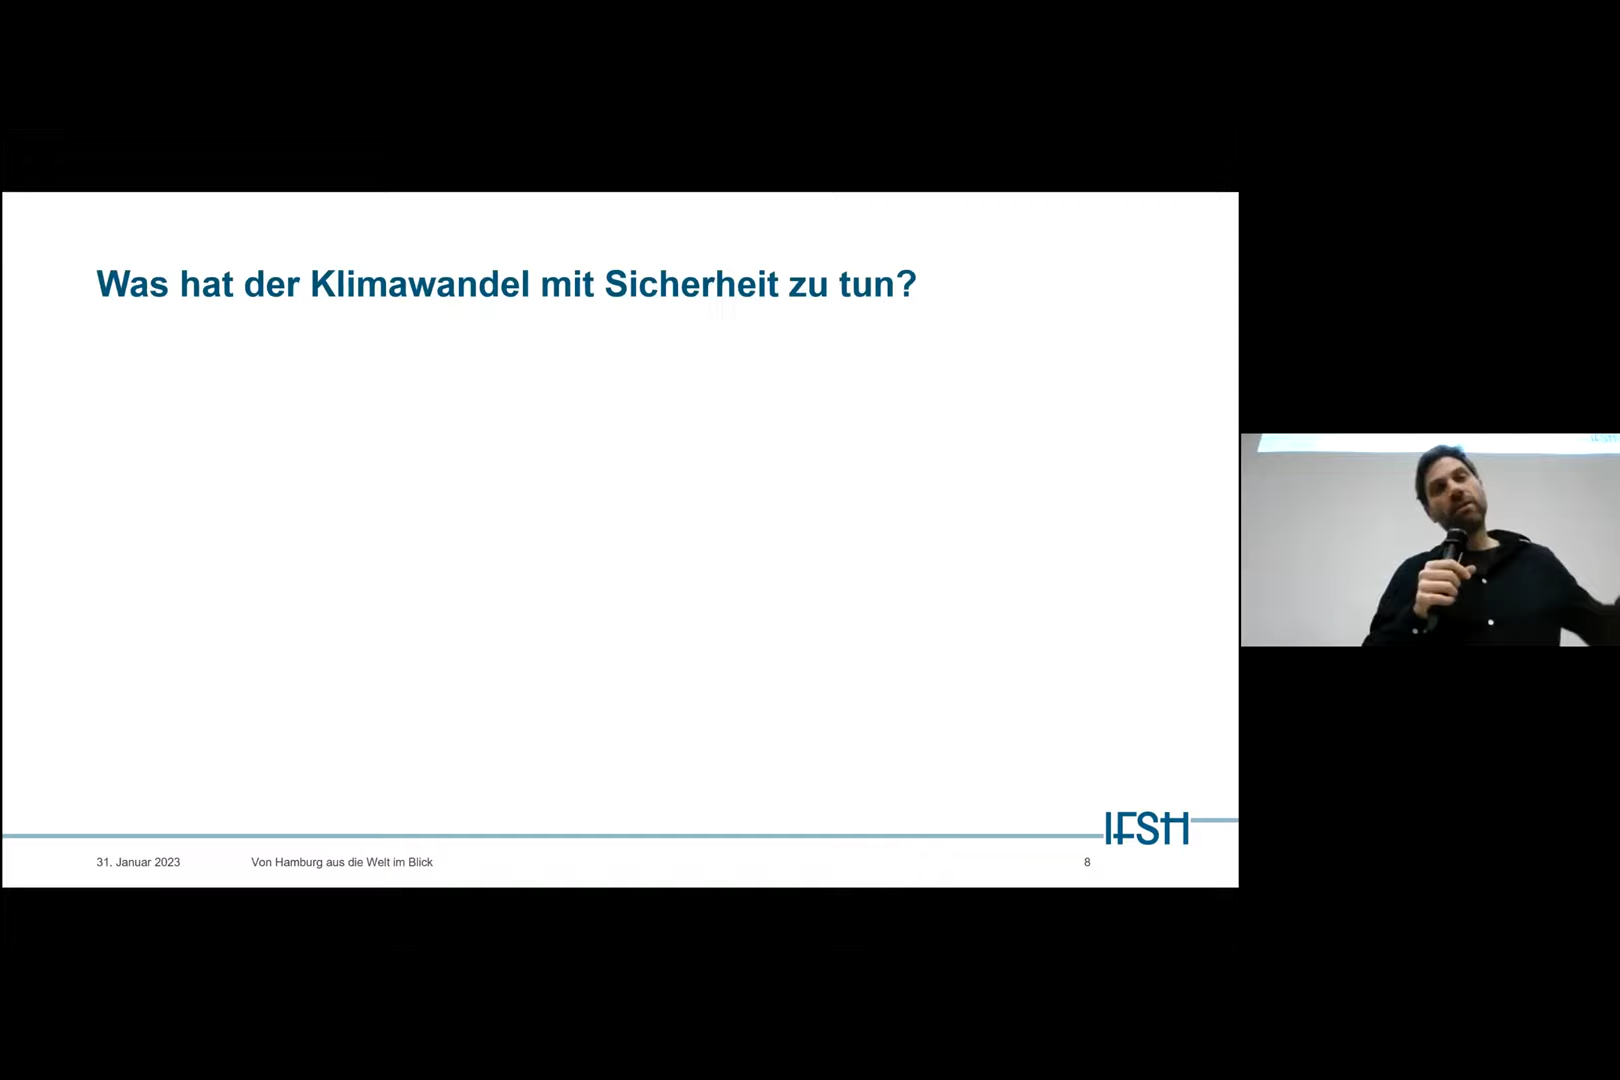 Was hat der Klimawandel mit Sicherheit zu tun?
IFSH
31. Januar 2023 Von Hamburg aus die Welt im Blick 8